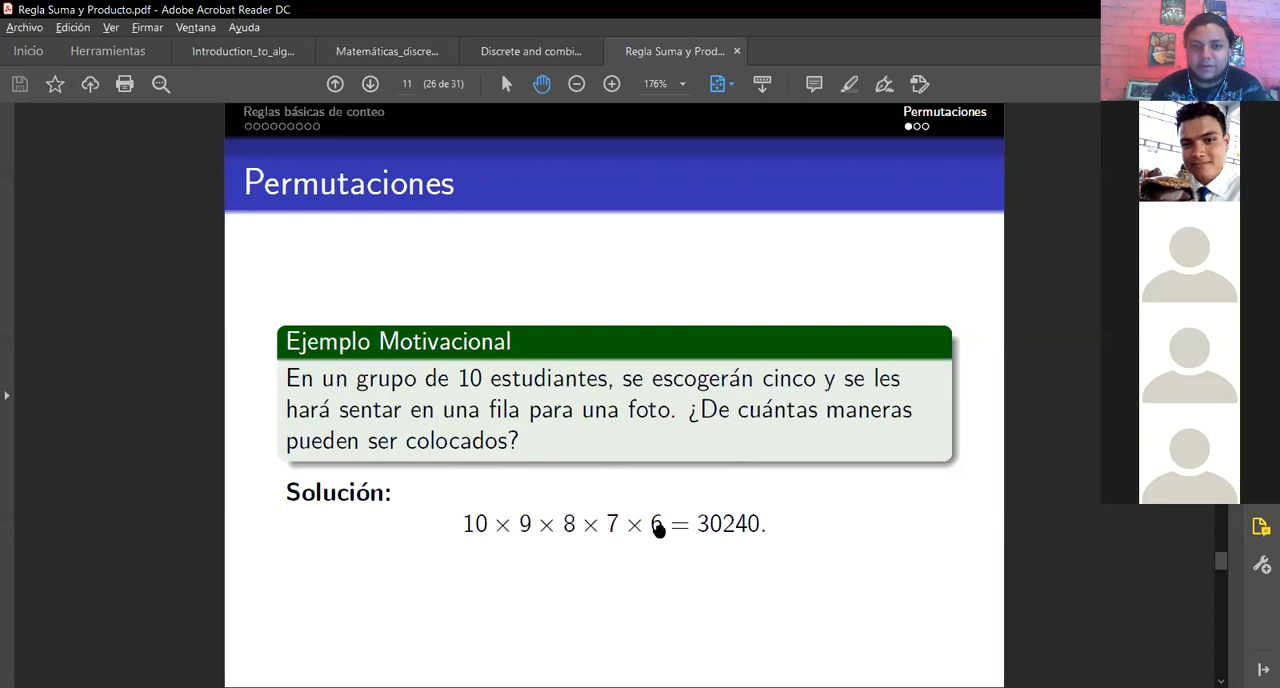 Regla Suma y Producto.pdf - Adobe Acrobat Reader DC
Archivo Edición Ver Firmar Ventana Ayuda
Inicio Herramientas Introduction_to_alg... Matemáticas_discre... Discrete and combi... Regla Suma y Prod... ×
11 (26 de 31) 176%
Reglas básicas de conteo Permutaciones
Permutaciones
Ejemplo Motivacional
En un grupo de 10 estudiantes, se escogerán cinco y se les
hará sentar en una fila para una foto. ¿De cuántas maneras
pueden ser colocados?
Solución:
10 × 9 × 8 × 7 × 6 = 30240.